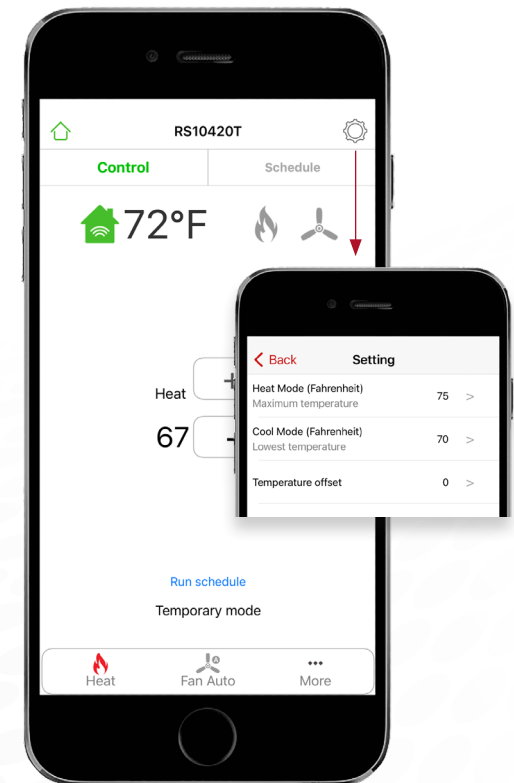 RS10420T
Control
Schedule
72°F
Heat
+
67
-
Back
Setting
Heat Mode (Fahrenheit)
Maximum temperature
75 >
Cool Mode (Fahrenheit)
Lowest temperature
70 >
Temperature offset
0 >
Run schedule
Temporary mode
Heat
A
Fan Auto
More